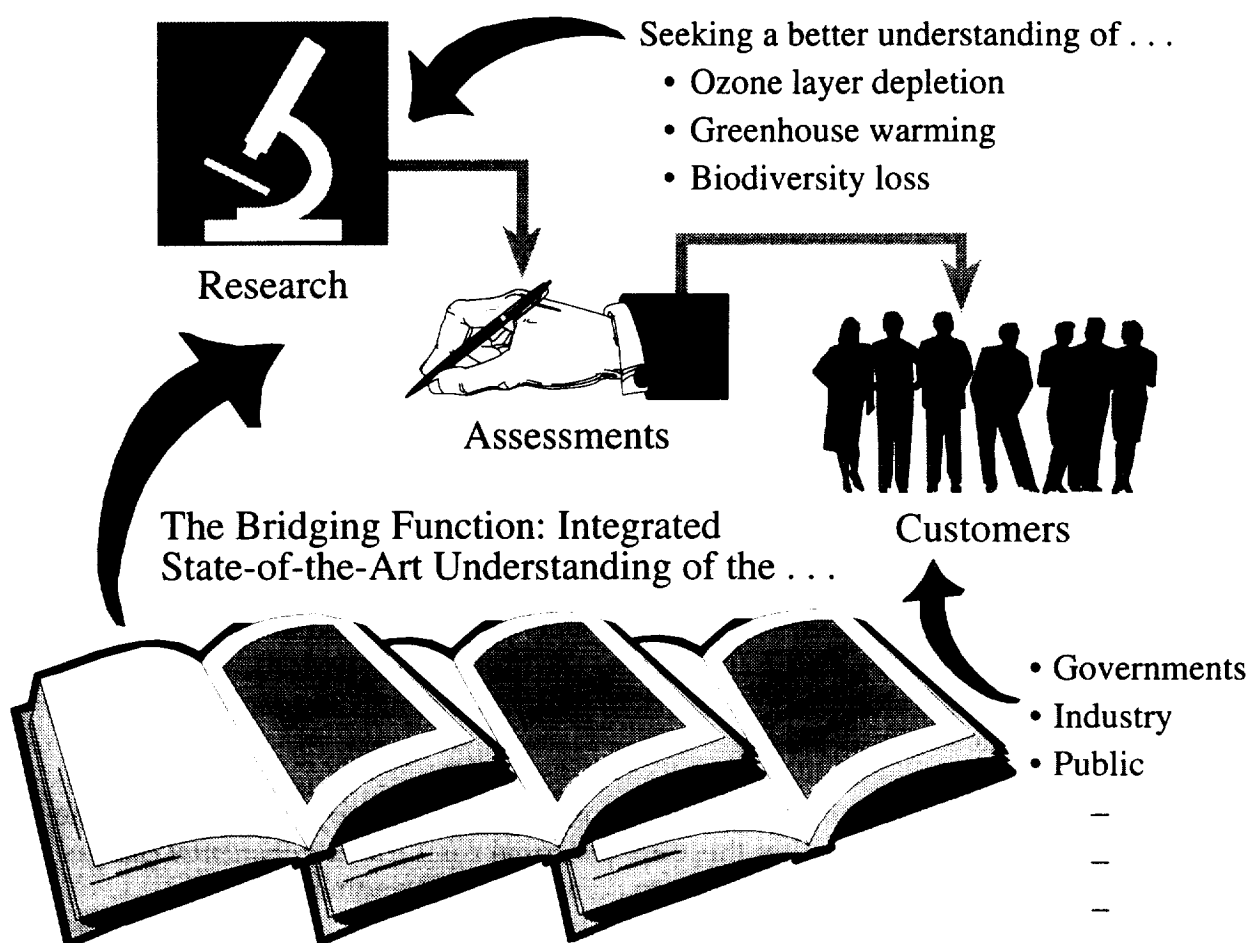 Seeking a better understanding of . . .
• Ozone layer depletion
• Greenhouse warming
• Biodiversity loss
Research
Assessments
Customers
The Bridging Function: Integrated
State-of-the-Art Understanding of the . . .
• Governments
• Industry
• Public
–
–
–